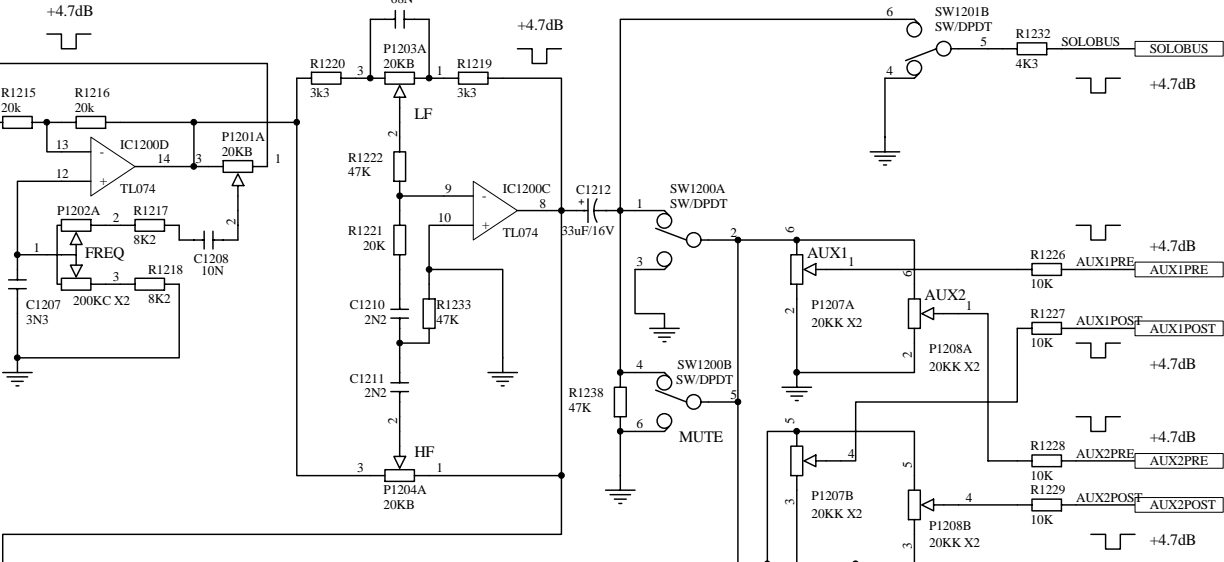 68N
+4.7dB
+4.7dB
6
SW1201B
SW/DPDT
5
R1232
4K3
SOLOBUS
SOLOBUS
4
+4.7dB
P1203A
20KB
R1220
3k3
3
1
R1219
3k3
LF
2
R1215
20k
R1216
20k
13
-
12
+
IC1200D
14
TL074
P1201A
20KB
3
1
2
R1222
47K
9
-
10
+
IC1200C
8
TL074
C1212
+
33uF/16V
SW1200A
SW/DPDT
1
2
3
P1202A
2
R1217
8K2
1
FREQ
C1208
10N
3
R1218
8K2
200KC X2
C1207
3N3
R1221
20K
C1210
2N2
R1233
47K
C1211
2N2
2
HF
3
1
P1204A
20KB
6
AUX1
1
2
P1207A
20KK X2
6
AUX2
1
2
P1208A
20KK X2
+4.7dB
R1226
10K
AUX1PRE
AUX1PRE
R1227
10K
AUX1POST
AUX1POST
+4.7dB
SW1200B
SW/DPDT
4
5
6
R1238
47K
MUTE
5
4
3
P1207B
20KK X2
5
4
3
P1208B
20KK X2
+4.7dB
R1228
10K
AUX2PRE
AUX2PRE
R1229
10K
AUX2POST
AUX2POST
+4.7dB